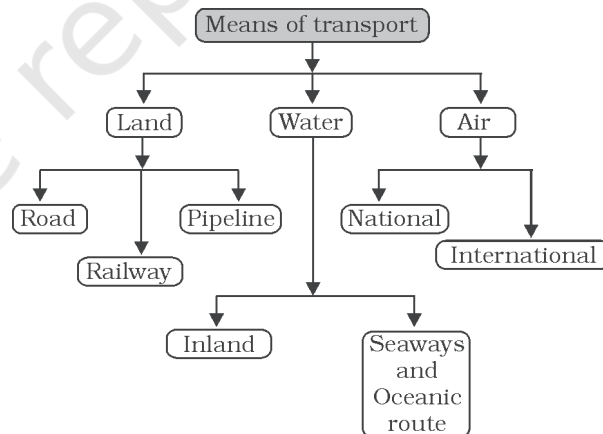 Means of transport
Land
Water
Air
Road
Pipeline
National
Railway
International
Inland
Seaways
and
Oceanic
route